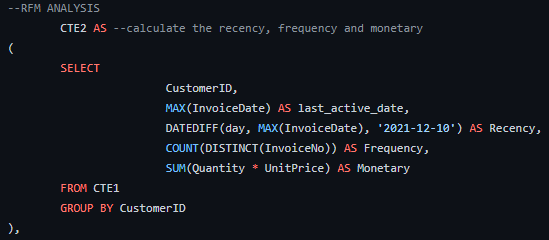 --RFM ANALYSIS
CTE2 AS --calculate the recency, frequency and monetary
(
SELECT
CustomerID,
MAX(InvoiceDate) AS last_active_date,
DATEDIFF(day, MAX(InvoiceDate), '2021-12-10') AS Recency,
COUNT(DISTINCT(InvoiceNo)) AS Frequency,
SUM(Quantity * UnitPrice) AS Monetary
FROM CTE1
GROUP BY CustomerID
),